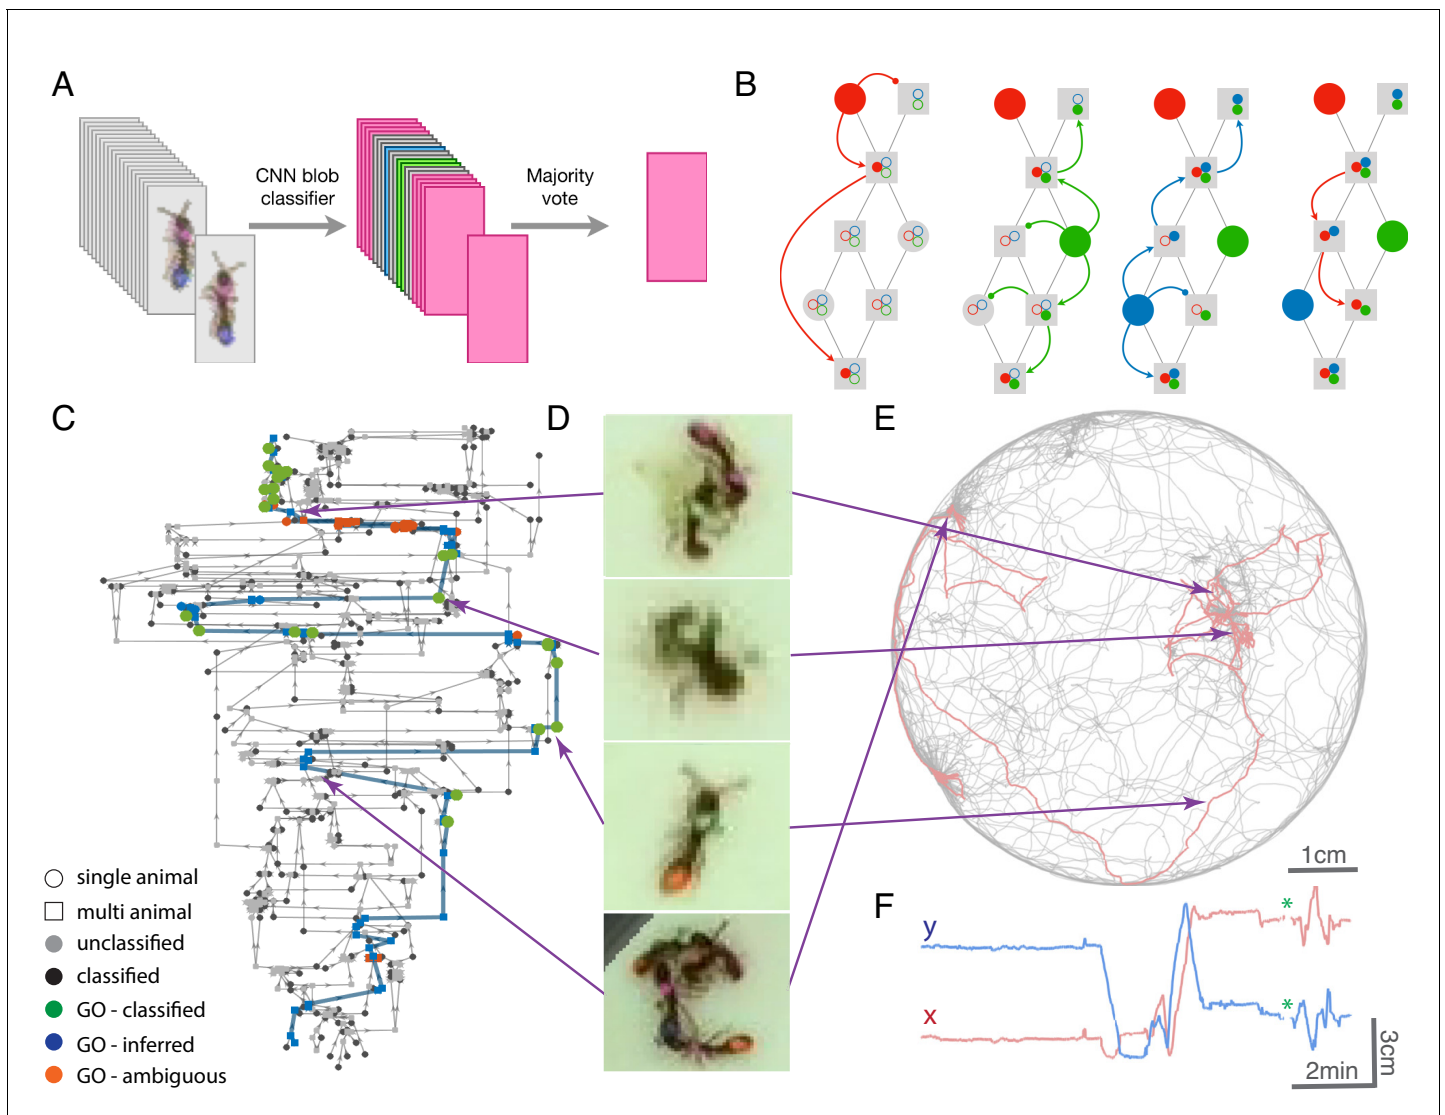 A
CNN blob
classifier
Majority
vote
B
C
D
E
single animal
multi animal
unclassified
classified
GO - classified
GO - inferred
GO - ambiguous
1cm
F
y
*
x
*
2min
3cm